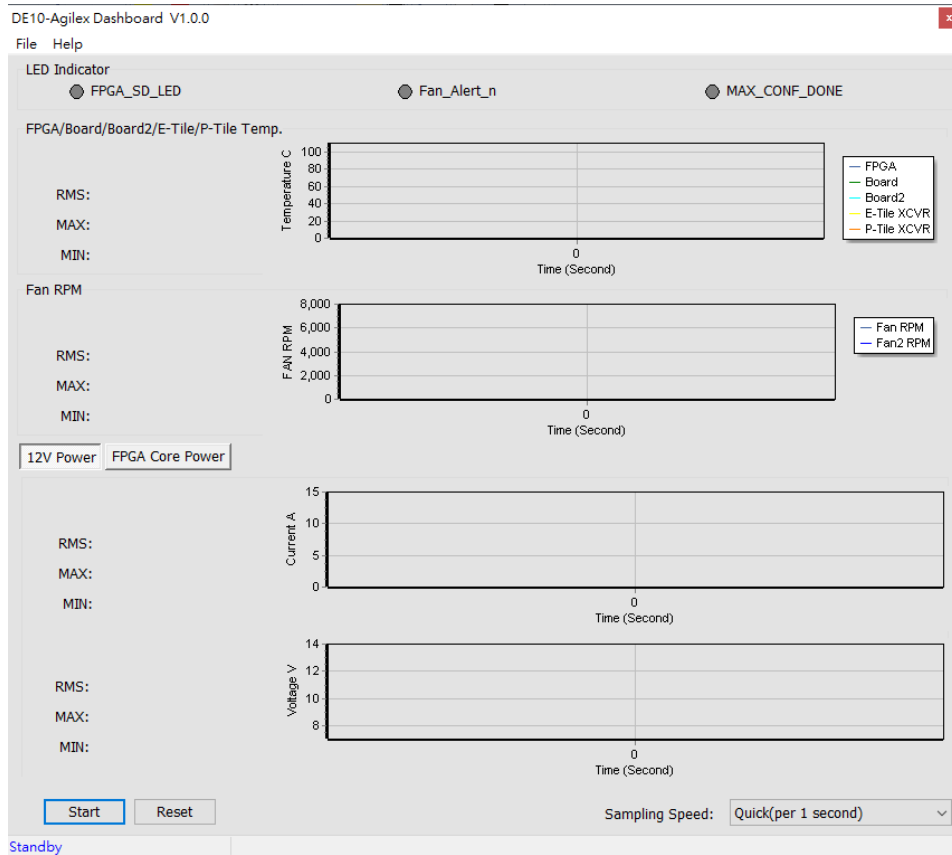 DE10-Agilex Dashboard V1.0.0
x
File Help
LED Indicator
FPGA_SD_LED Fan_Alert_n MAX_CONF_DONE
FPGA/Board/Board2/E-Tile/P-Tile Temp.
RMS:
MAX:
MIN:
Temperature C
100
80
60
40
20
0
0
Time (Second)
FPGA
Board
Board2
E-Tile XCVR
P-Tile XCVR
Fan RPM
RMS:
MAX:
MIN:
FAN RPM
8,000
6,000
4,000
2,000
0
0
Time (Second)
Fan RPM
Fan2 RPM
12V Power FPGA Core Power
RMS:
MAX:
MIN:
Current A
15
10
5
0
0
Time (Second)
RMS:
MAX:
MIN:
Voltage V
14
12
10
8
0
Time (Second)
Start Reset Sampling Speed: Quick(per 1 second)
Standby